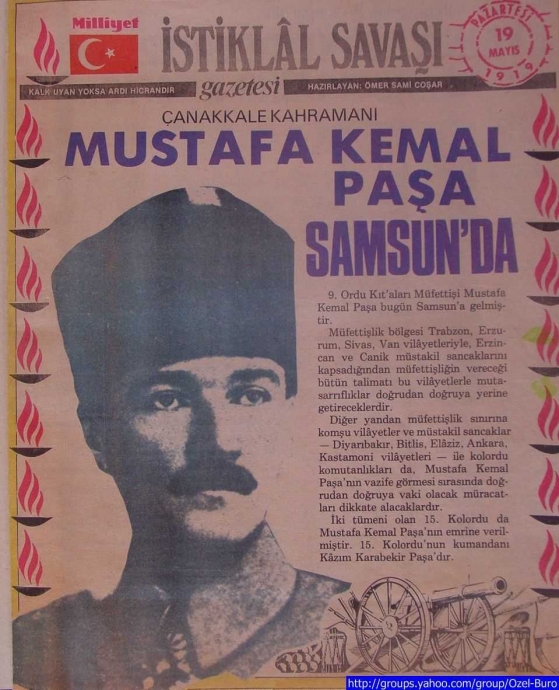 Milliyet
İSTİKLÂL SAVAŞI
gazetesi
PAZARTESİ
19
MAYIS
1919
KALK UYAN YOKSA ARDI HİCRANDIR
HAZIRLAYAN: ÖMER SAMİ COŞAR
ÇANAKKALE KAHRAMANI
MUSTAFA KEMAL
PAŞA
SAMSUN'DA
9. Ordu Kıt'aları Müfettişi Mustafa
Kemal Paşa bugün Samsun'a gelmiş-
tir.
Müfettişlik bölgesi Trabzon, Erzu-
rum, Sivas, Van vilâyetleriyle, Erzin-
can ve Canik müstakil sancaklarını
kapsadığından müfettişliğin vereceği
bütün talimatı bu vilâyetlerle muta-
sarrıflıklar doğrudan doğruya yerine
getireceklerdir.
Diğer yandan müfettişlik sınırına
komşu vilâyetler ve müstakil sancaklar
— Diyarıbakır, Bitlis, Elâziz, Ankara,
Kastamoni vilâyetleri — ile kolordu
komutanlıkları da, Mustafa Kemal
Paşa'nın vazife görmesi sırasında doğ-
rudan doğruya vaki olacak müracat-
ları dikkate alacaklardır.
İki tümeni olan 15. Kolordu da
Mustafa Kemal Paşa'nın emrine veril-
miştir. 15. Kolordu'nun kumandanı
Kâzım Karabekir Paşa'dır.
http://groups.yahoo.com/group/Ozel-Buro